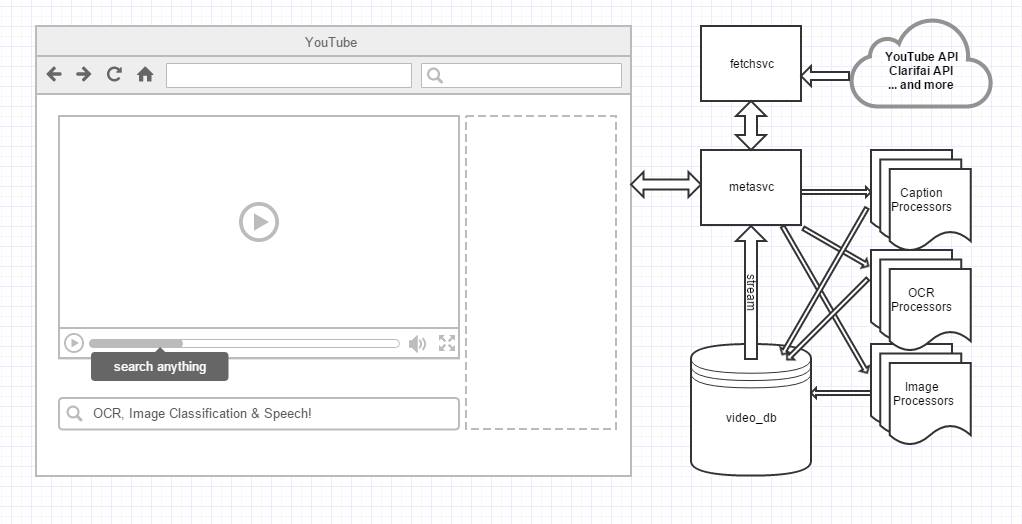 YouTube
search anything
OCR, Image Classification & Speech!
fetchsvc
YouTube API
Clarifai API
... and more
metasvc
stream
video_db
Caption
Processors
OCR
Processors
Image
Processors